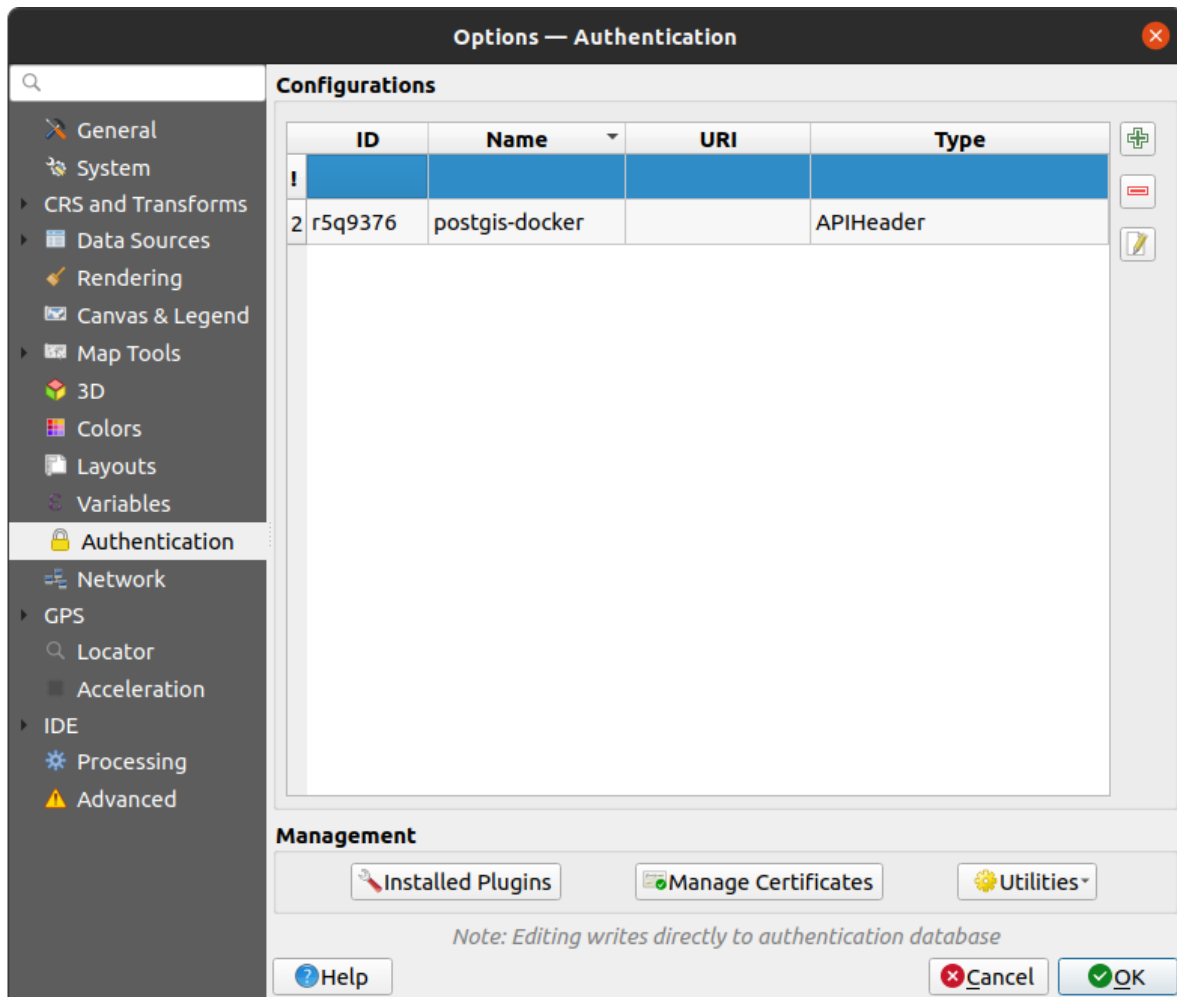 Options — Authentication
General
System
CRS and Transforms
Data Sources
Rendering
Canvas & Legend
Map Tools
3D
Colors
Layouts
Variables
Authentication
Network
GPS
Locator
Acceleration
IDE
Processing
Advanced
Configurations
ID Name URI Type
!
2 r5q9376 postgis-docker APIHeader
Management
Installed Plugins Manage Certificates Utilities
Note: Editing writes directly to authentication database
Help Cancel OK